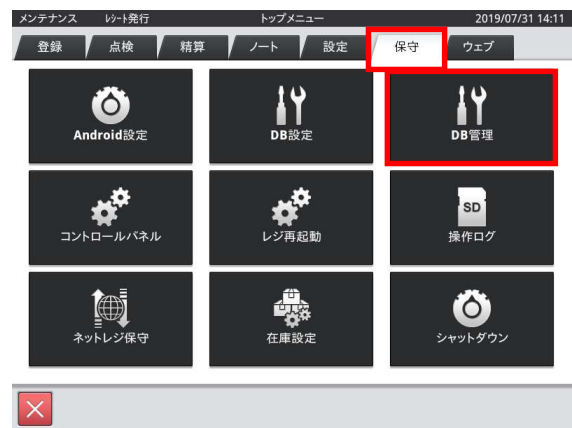 メンテナンス ﾚｼｰﾄ発行 トップメニュー 2019/07/31 14:11
登録 点検 精算 ノート 設定 保守 ウェブ
Android設定 DB設定 DB管理
コントロールパネル レジ再起動 SD 操作ログ
ネットレジ保守 在庫設定 シャットダウン